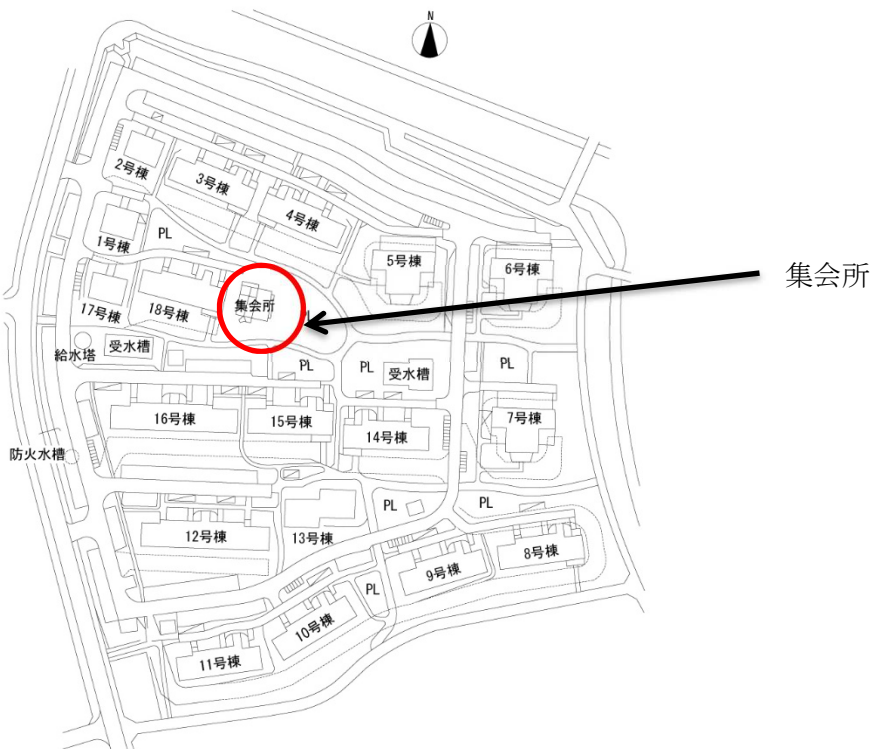 N
2号棟
3号棟
4号棟
1号棟
PL
5号棟
6号棟
集会所
17号棟
18号棟
集会所
給水塔
受水槽
PL
PL
受水槽
PL
16号棟
15号棟
14号棟
7号棟
防火水槽
PL
PL
12号棟
13号棟
8号棟
9号棟
PL
10号棟
11号棟